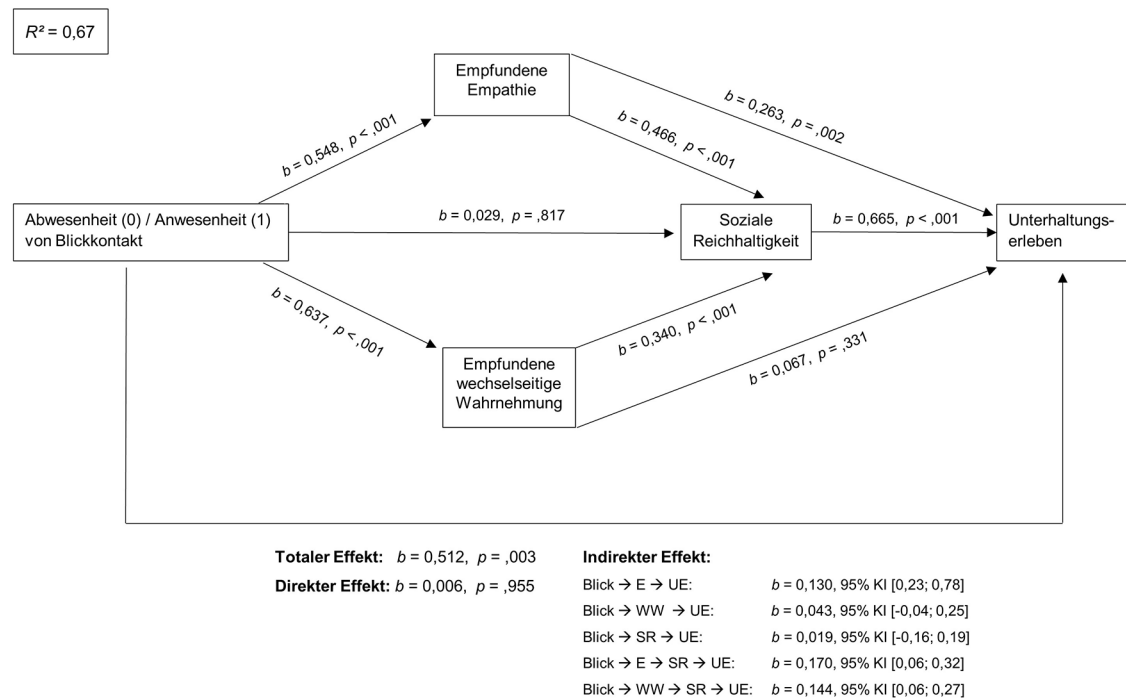 R² = 0,67
Empfundene
Empathie
b = 0,263, p = ,002
b = 0,548, p < ,001
b = 0,466, p < ,001
Abwesenheit (0) / Anwesenheit (1)
von Blickkontakt
b = 0,029, p = ,817
Soziale
Reichhaltigkeit
b = 0,665, p < ,001
Unterhaltungs-
erleben
b = 0,637, p < ,001
b = 0,340, p < ,001
b = 0,067, p = ,331
Empfundene
wechselseitige
Wahrnehmung
Totaler Effekt: b = 0,512, p = ,003
Direkter Effekt: b = 0,006, p = ,955
Indirekter Effekt:
Blick → E → UE: b = 0,130, 95% KI [0,23; 0,78]
Blick → WW → UE: b = 0,043, 95% KI [-0,04; 0,25]
Blick → SR → UE: b = 0,019, 95% KI [-0,16; 0,19]
Blick → E → SR → UE: b = 0,170, 95% KI [0,06; 0,32]
Blick → WW → SR → UE: b = 0,144, 95% KI [0,06; 0,27]